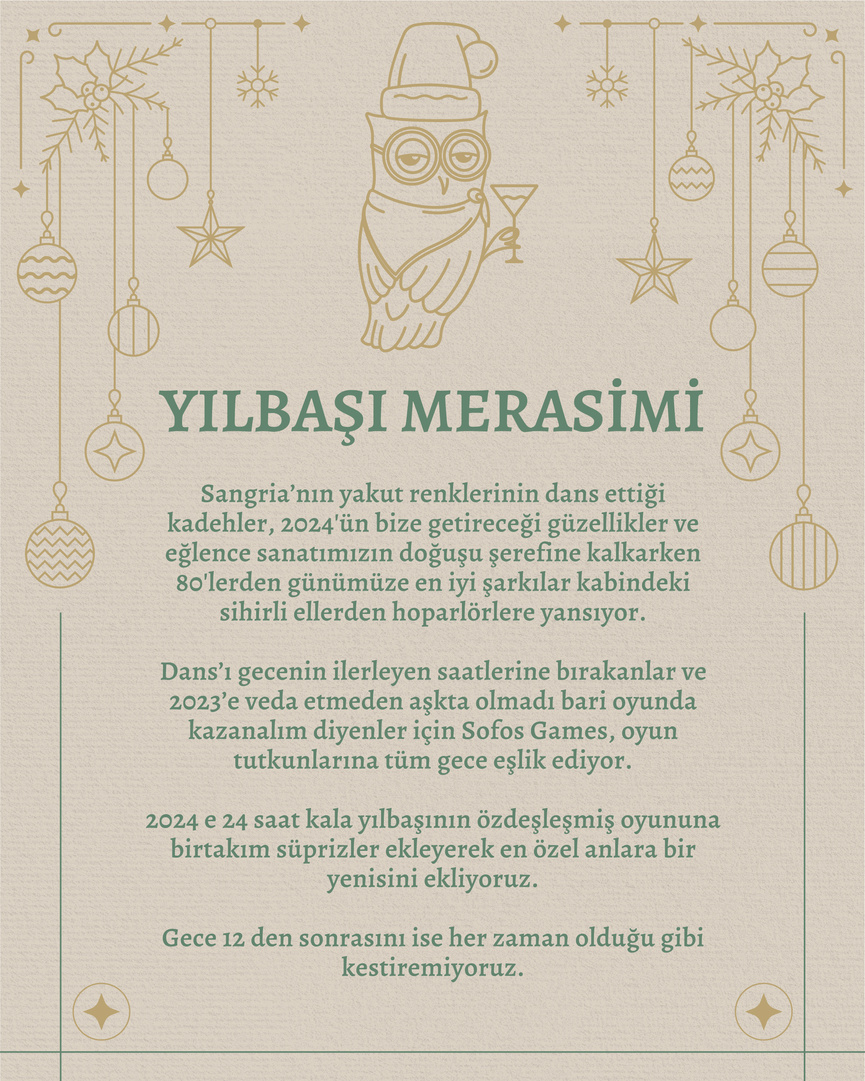 YILBAŞI MERASİMİ
Sangria’nın yakut renklerinin dans ettiği
kadehler, 2024'ün bize getireceği güzellikler ve
eğlence sanatımızın doğuşu şerefine kalkarken
80'lerden günümüze en iyi şarkılar kabindeki
sihirli ellerden hoparlörlere yansıyor.
Dans’ı gecenin ilerleyen saatlerine bırakanlar ve
2023’e veda etmeden aşkta olmadı bari oyunda
kazanalım diyenler için Sofos Games, oyun
tutkunlarına tüm gece eşlik ediyor.
2024 e 24 saat kala yılbaşının özdeşleşmiş oyununa
birtakım süprizler ekleyerek en özel anlara bir
yenisini ekliyoruz.
Gece 12 den sonrasını ise her zaman olduğu gibi
kestiremiyoruz.